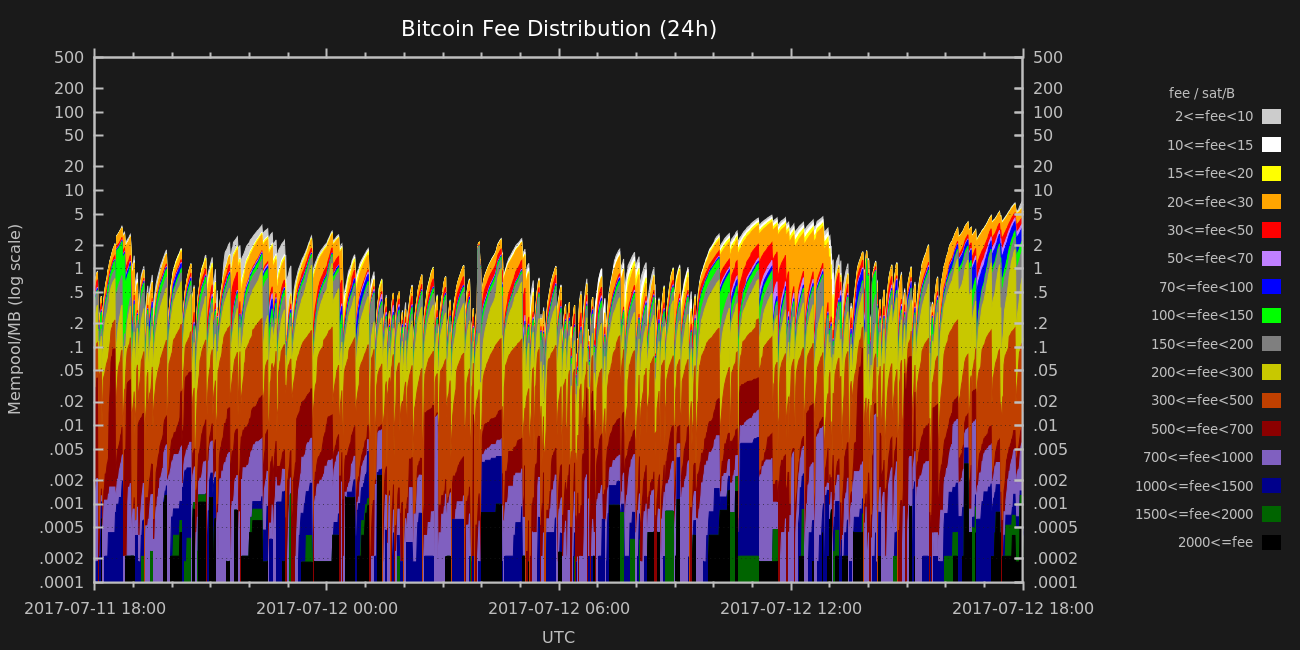 Bitcoin Fee Distribution (24h)
500
200
100
50
20
10
5
2
1
.5
.2
.1
.05
.02
.01
.005
.002
.001
.0005
.0002
.0001
Mempool/MB (log scale)
500
200
100
50
20
10
5
2
1
.5
.2
.1
.05
.02
.01
.005
.002
.001
.0005
.0002
.0001
2017-07-11 18:00 2017-07-12 00:00 2017-07-12 06:00 2017-07-12 12:00 2017-07-12 18:00
UTC
fee / sat/B
2<=fee<10
10<=fee<15
15<=fee<20
20<=fee<30
30<=fee<50
50<=fee<70
70<=fee<100
100<=fee<150
150<=fee<200
200<=fee<300
300<=fee<500
500<=fee<700
700<=fee<1000
1000<=fee<1500
1500<=fee<2000
2000<=fee